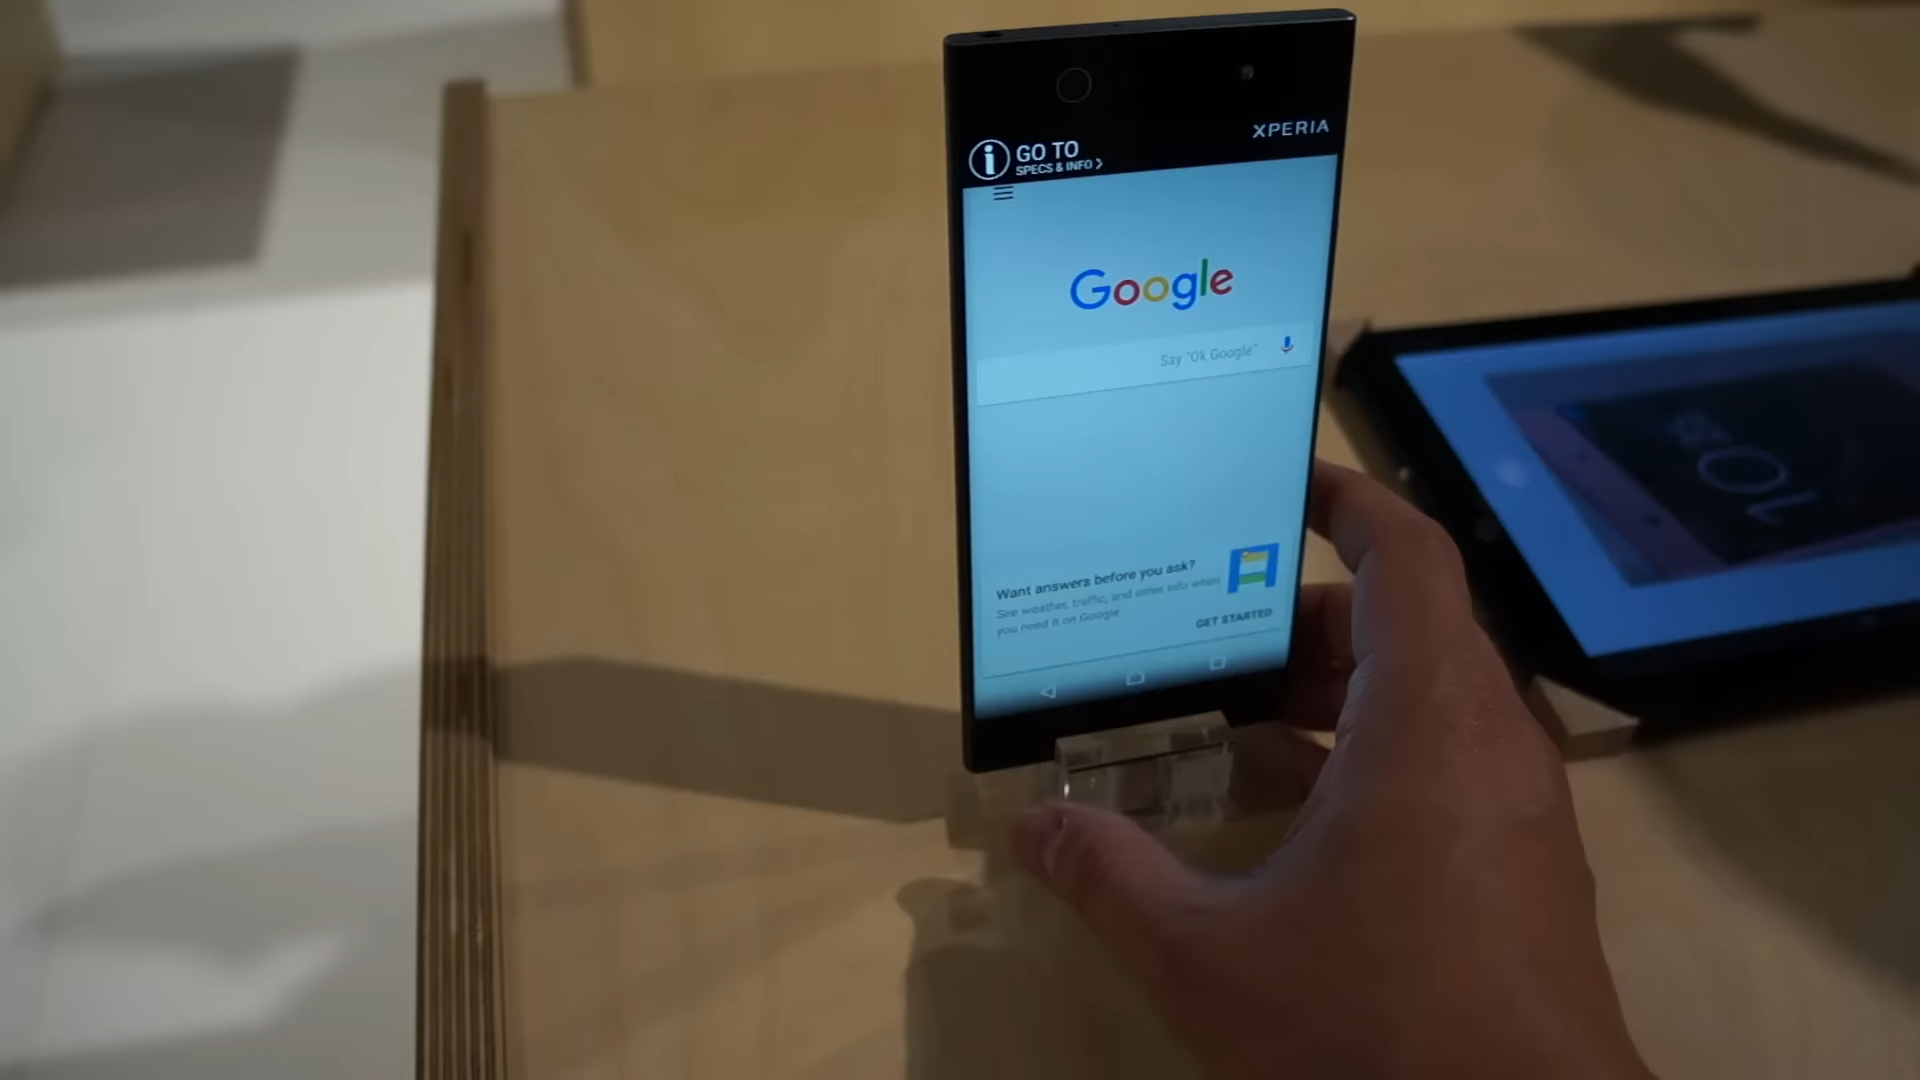 XPERIA
GO TO
SPECS & INFO
Google
Say "Ok Google"
Want answers before you ask?
See weather, traffic, and other info when
you need it on Google
GET STARTED